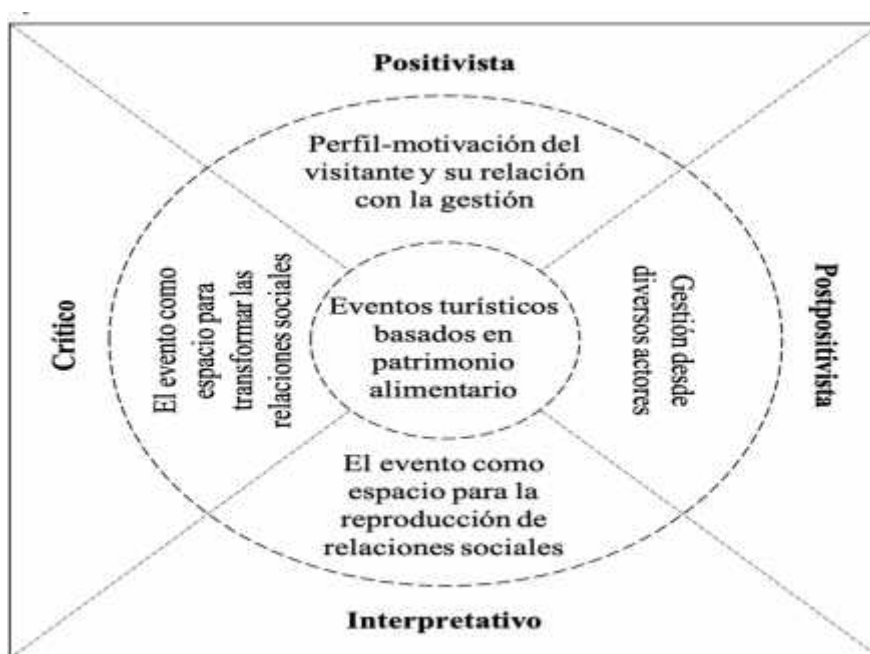 Positivista
Perfil-motivación del
visitante y su relación
con la gestión
Crítico
El evento como
espacio para
transformar las
relaciones sociales
Eventos turísticos
basados en
patrimonio
alimentario
Gestión desde
diversos actores
Postpositivista
El evento como
espacio para la
reproducción de
relaciones sociales
Interpretativo